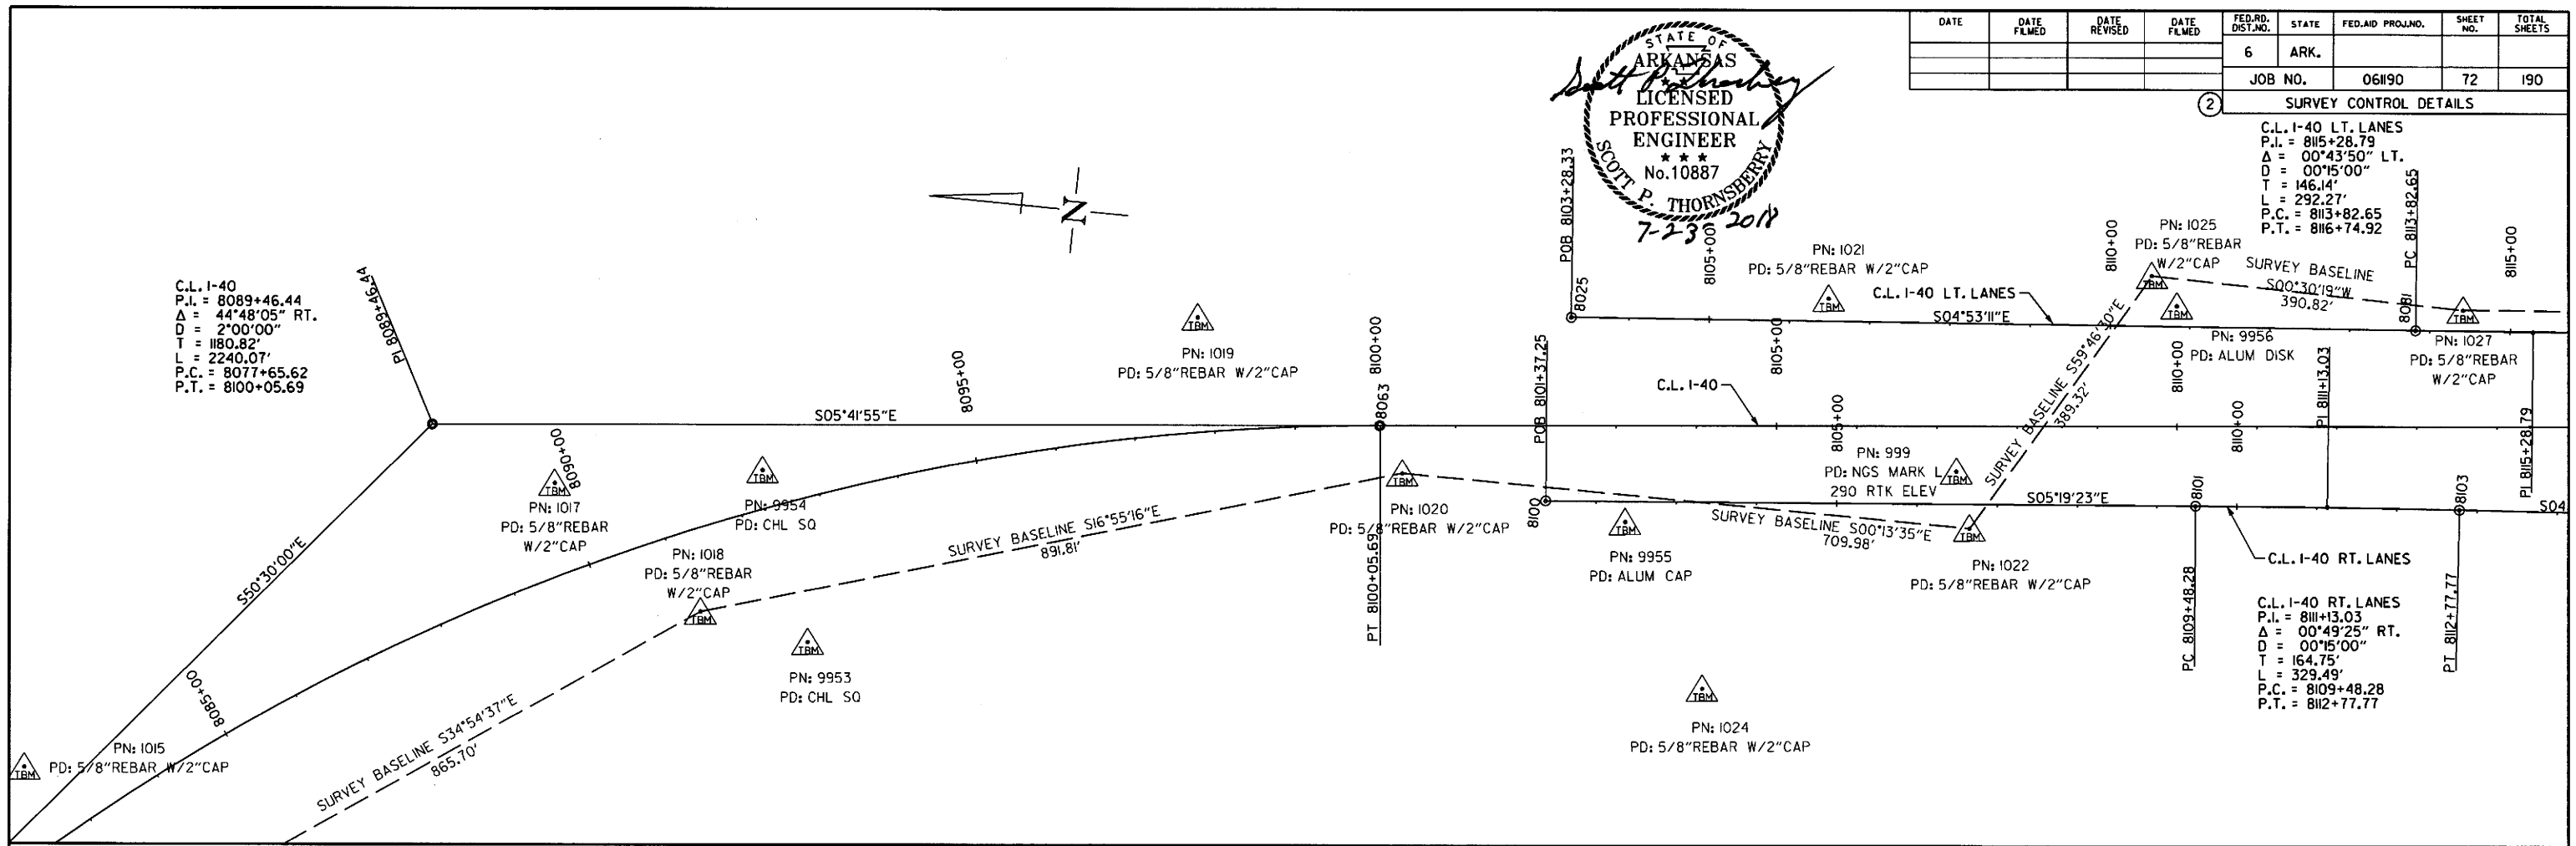 DATE
DATE FILMED
DATE REVISED
DATE FILMED
FED.RD. DIST.NO.
STATE
FED.AID PROJ.NO.
SHEET NO.
TOTAL SHEETS
6
ARK.
JOB NO.
061190
72
190
2
SURVEY CONTROL DETAILS
STATE OF
ARKANSAS
★ ★
LICENSED
PROFESSIONAL
ENGINEER
★ ★ ★
No.10887
SCOTT P. THORNSBERRY
7-23-2018
C.L. I-40 LT. LANES
P.I. = 8115+28.79
Δ = 00°43'50" LT.
D = 00°15'00"
T = 146.14'
L = 292.27'
P.C. = 8113+82.65
P.T. = 8116+74.92
C.L. I-40
P.I. = 8089+46.44
Δ = 44°48'05" RT.
D = 2°00'00"
T = 1180.82'
L = 2240.07'
P.C. = 8077+65.62
P.T. = 8100+05.69
PI 8089+46.44
N
TBM
PN: 1019
PD: 5/8"REBAR W/2"CAP
8095+00
8100+00
8063
S05°41'55"E
POB 8103+28.33
8025
8105+00
PN: 1021
PD: 5/8"REBAR W/2"CAP
TBM
C.L. I-40 LT. LANES
S04°53'11"E
8110+00
PN: 1025
PD: 5/8"REBAR
W/2"CAP
TBM
SURVEY BASELINE
S00°30'19"W
390.82'
PC 8113+82.65
8081
8115+00
TBM
PN: 9956
PD: ALUM DISK
TBM
PN: 1027
PD: 5/8"REBAR
W/2"CAP
POB 8101+37.25
8105+00
C.L. I-40
8105+00
SURVEY BASELINE S59°46'30"E
389.32'
8110+00
8110+00
PI 8111+13.03
PI 8115+28.79
8090+00
TBM
PN: 1017
PD: 5/8"REBAR
W/2"CAP
TBM
PN: 9954
PD: CHL SQ
PN: 1018
PD: 5/8"REBAR
W/2"CAP
TBM
SURVEY BASELINE S16°55'16"E
891.81'
TBM
PN: 1020
PD: 5/8"REBAR W/2"CAP
PT 8100+05.69
8100
TBM
PN: 9955
PD: ALUM CAP
PN: 999
PD: NGS MARK L
290 RTK ELEV
TBM
SURVEY BASELINE S00°13'35"E
709.98'
S05°19'23"E
TBM
PN: 1022
PD: 5/8"REBAR W/2"CAP
8101
PC 8109+48.28
C.L. I-40 RT. LANES
8103
PT 8112+77.77
S04
C.L. I-40 RT. LANES
P.I. = 8111+13.03
Δ = 00°49'25" RT.
D = 00°15'00"
T = 164.75'
L = 329.49'
P.C. = 8109+48.28
P.T. = 8112+77.77
S50°30'00"E
8085+00
TBM
PN: 9953
PD: CHL SQ
TBM
PN: 1024
PD: 5/8"REBAR W/2"CAP
TBM
PN: 1015
PD: 5/8"REBAR W/2"CAP
SURVEY BASELINE S34°54'37"E
865.70'